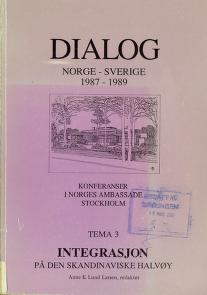 DIALOG
NORGE - SVERIGE
1987 - 1989
KONFERANSER
I NORGES AMBASSADE
STOCKHOLM
TEMA 3
INTEGRASJON
PÅ DEN SKANDINAVISKE HALVØY
Anne K Lund Larsen, redaktør